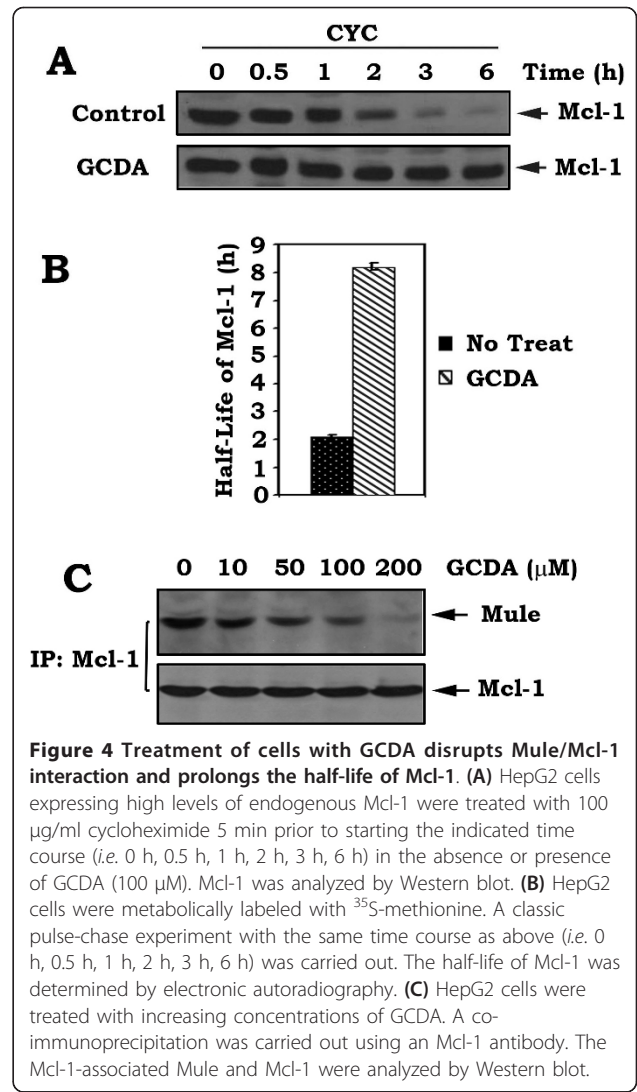 A
CYC
0 0.5 1 2 3 6 Time (h)
Control
Mcl-1
GCDA
Mcl-1
B
Half-Life of Mcl-1 (h)
9
8
7
6
5
4
3
2
1
0
No Treat
GCDA
C
0 10 50 100 200 GCDA (μM)
Mule
IP: Mcl-1
Mcl-1
Figure 4 Treatment of cells with GCDA disrupts Mule/Mcl-1
interaction and prolongs the half-life of Mcl-1. (A) HepG2 cells
expressing high levels of endogenous Mcl-1 were treated with 100
μg/ml cycloheximide 5 min prior to starting the indicated time
course (i.e. 0 h, 0.5 h, 1 h, 2 h, 3 h, 6 h) in the absence or presence
of GCDA (100 μM). Mcl-1 was analyzed by Western blot. (B) HepG2
cells were metabolically labeled with ³⁵S-methionine. A classic
pulse-chase experiment with the same time course as above (i.e. 0
h, 0.5 h, 1 h, 2 h, 3 h, 6 h) was carried out. The half-life of Mcl-1 was
determined by electronic autoradiography. (C) HepG2 cells were
treated with increasing concentrations of GCDA. A co-
immunoprecipitation was carried out using an Mcl-1 antibody. The
Mcl-1-associated Mule and Mcl-1 were analyzed by Western blot.